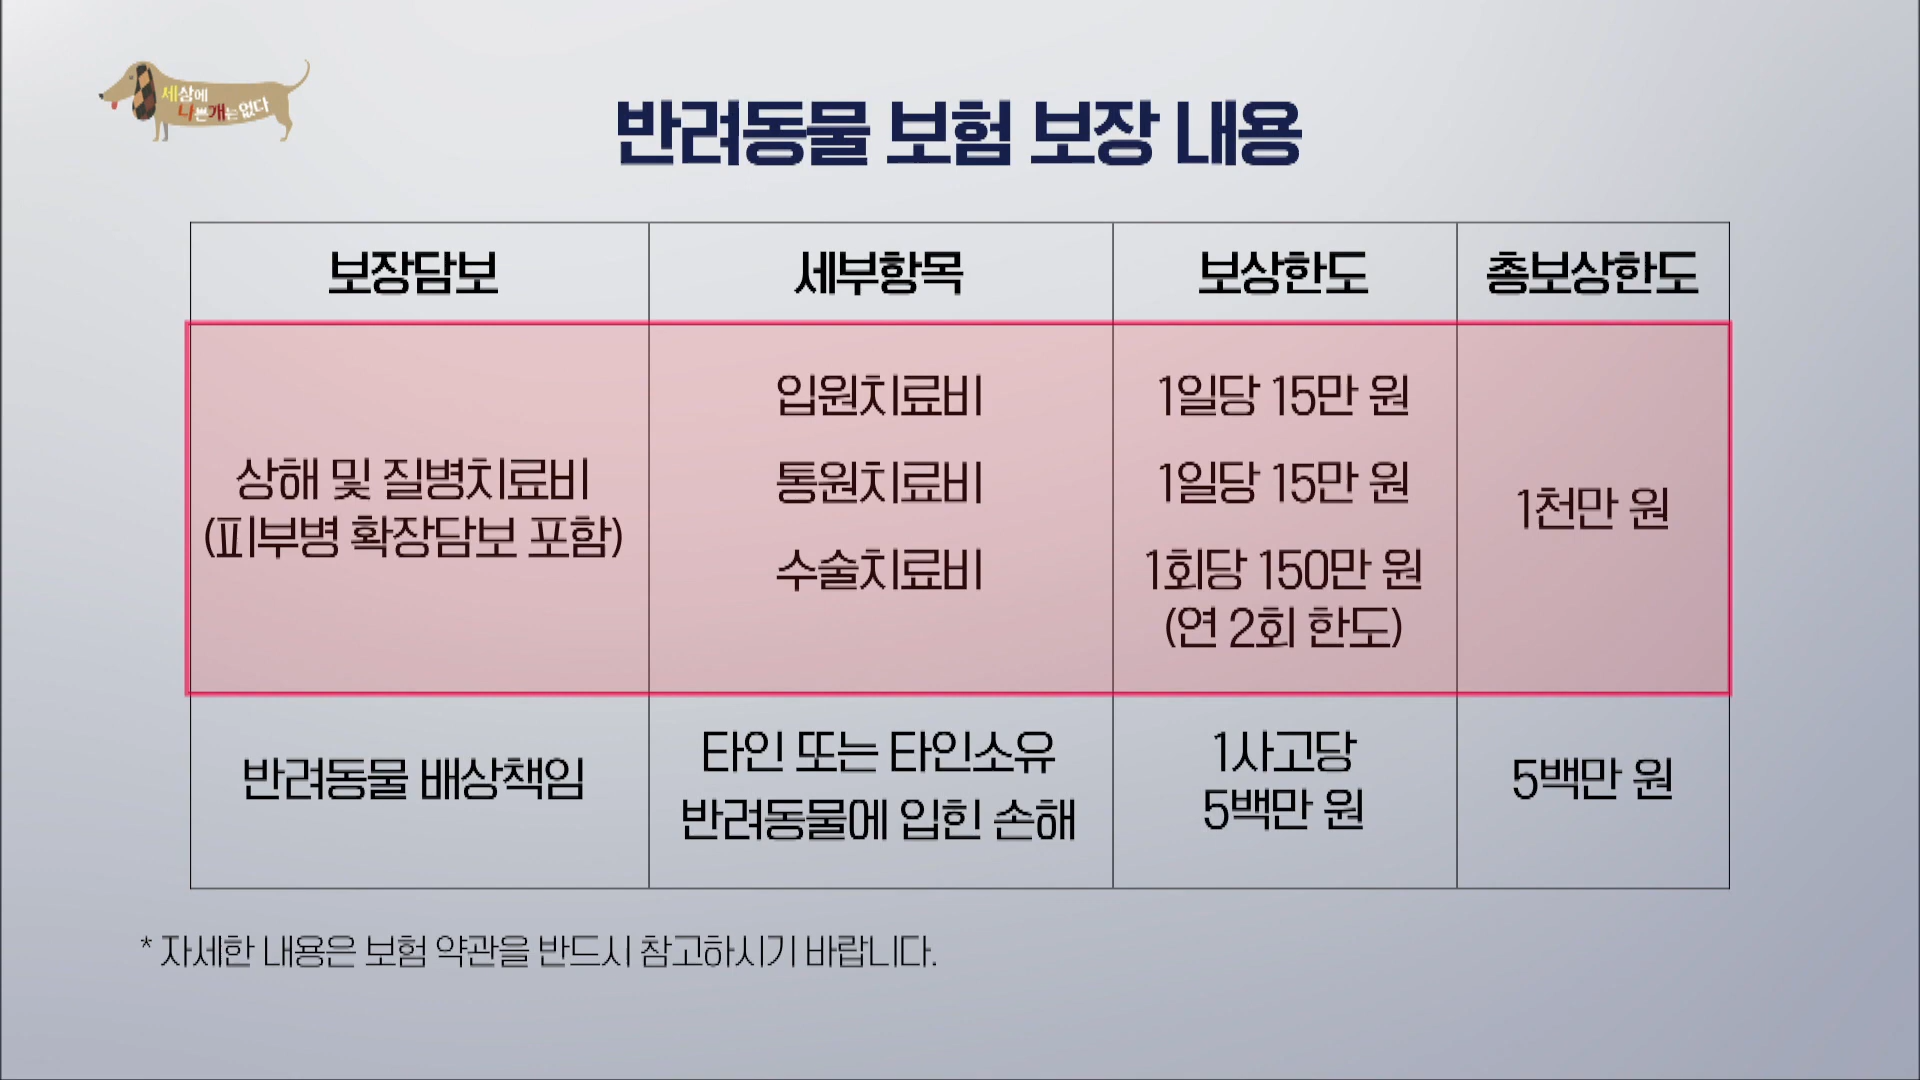 세상에
나쁜개는 없다
반려동물 보험 보장 내용
보장담보 세부항목 보상한도 총보상한도
상해 및 질병치료비
(피부병 확장담보 포함)
입원치료비 1일당 15만 원
통원치료비 1일당 15만 원
수술치료비 1회당 150만 원
(연 2회 한도)
1천만 원
반려동물 배상책임
타인 또는 타인소유
반려동물에 입힌 손해
1사고당
5백만 원
5백만 원
* 자세한 내용은 보험 약관을 반드시 참고하시기 바랍니다.